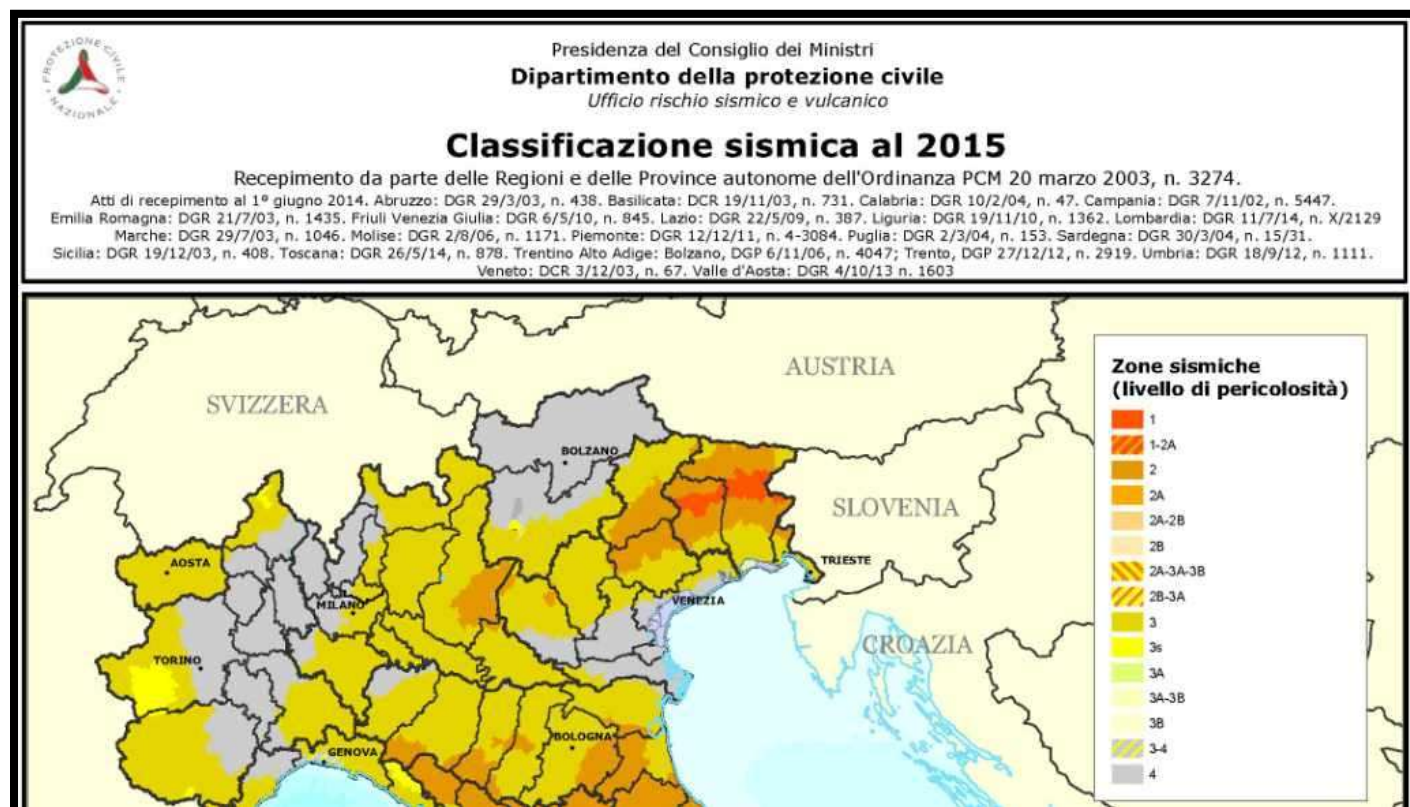 PROTEZIONE CIVILE
NAZIONALE
Presidenza del Consiglio dei Ministri
Dipartimento della protezione civile
Ufficio rischio sismico e vulcanico
Classificazione sismica al 2015
Recepimento da parte delle Regioni e delle Province autonome dell'Ordinanza PCM 20 marzo 2003, n. 3274.
Atti di recepimento al 1° giugno 2014. Abruzzo: DGR 29/3/03, n. 438. Basilicata: DCR 19/11/03, n. 731. Calabria: DGR 10/2/04, n. 47. Campania: DGR 7/11/02, n. 5447.
Emilia Romagna: DGR 21/7/03, n. 1435. Friuli Venezia Giulia: DGR 6/5/10, n. 845. Lazio: DGR 22/5/09, n. 387. Liguria: DGR 19/11/10, n. 1362. Lombardia: DGR 11/7/14, n. X/2129
Marche: DGR 29/7/03, n. 1046. Molise: DGR 2/8/06, n. 1171. Piemonte: DGR 12/12/11, n. 4-3084. Puglia: DGR 2/3/04, n. 153. Sardegna: DGR 30/3/04, n. 15/31.
Sicilia: DGR 19/12/03, n. 408. Toscana: DGR 26/5/14, n. 878. Trentino Alto Adige: Bolzano, DGP 6/11/06, n. 4047; Trento, DGP 27/12/12, n. 2919. Umbria: DGR 18/9/12, n. 1111.
Veneto: DCR 3/12/03, n. 67. Valle d'Aosta: DGR 4/10/13 n. 1603
AUSTRIA
SVIZZERA
BOLZANO
SLOVENIA
AOSTA
TRIESTE
MILANO
VENEZIA
CROAZIA
TORINO
BOLOGNA
GENOVA
Zone sismiche
(livello di pericolosità)
1
1-2A
2
2A
2A-2B
2B
2A-3A-3B
2B-3A
3
3s
3A
3A-3B
3B
3-4
4